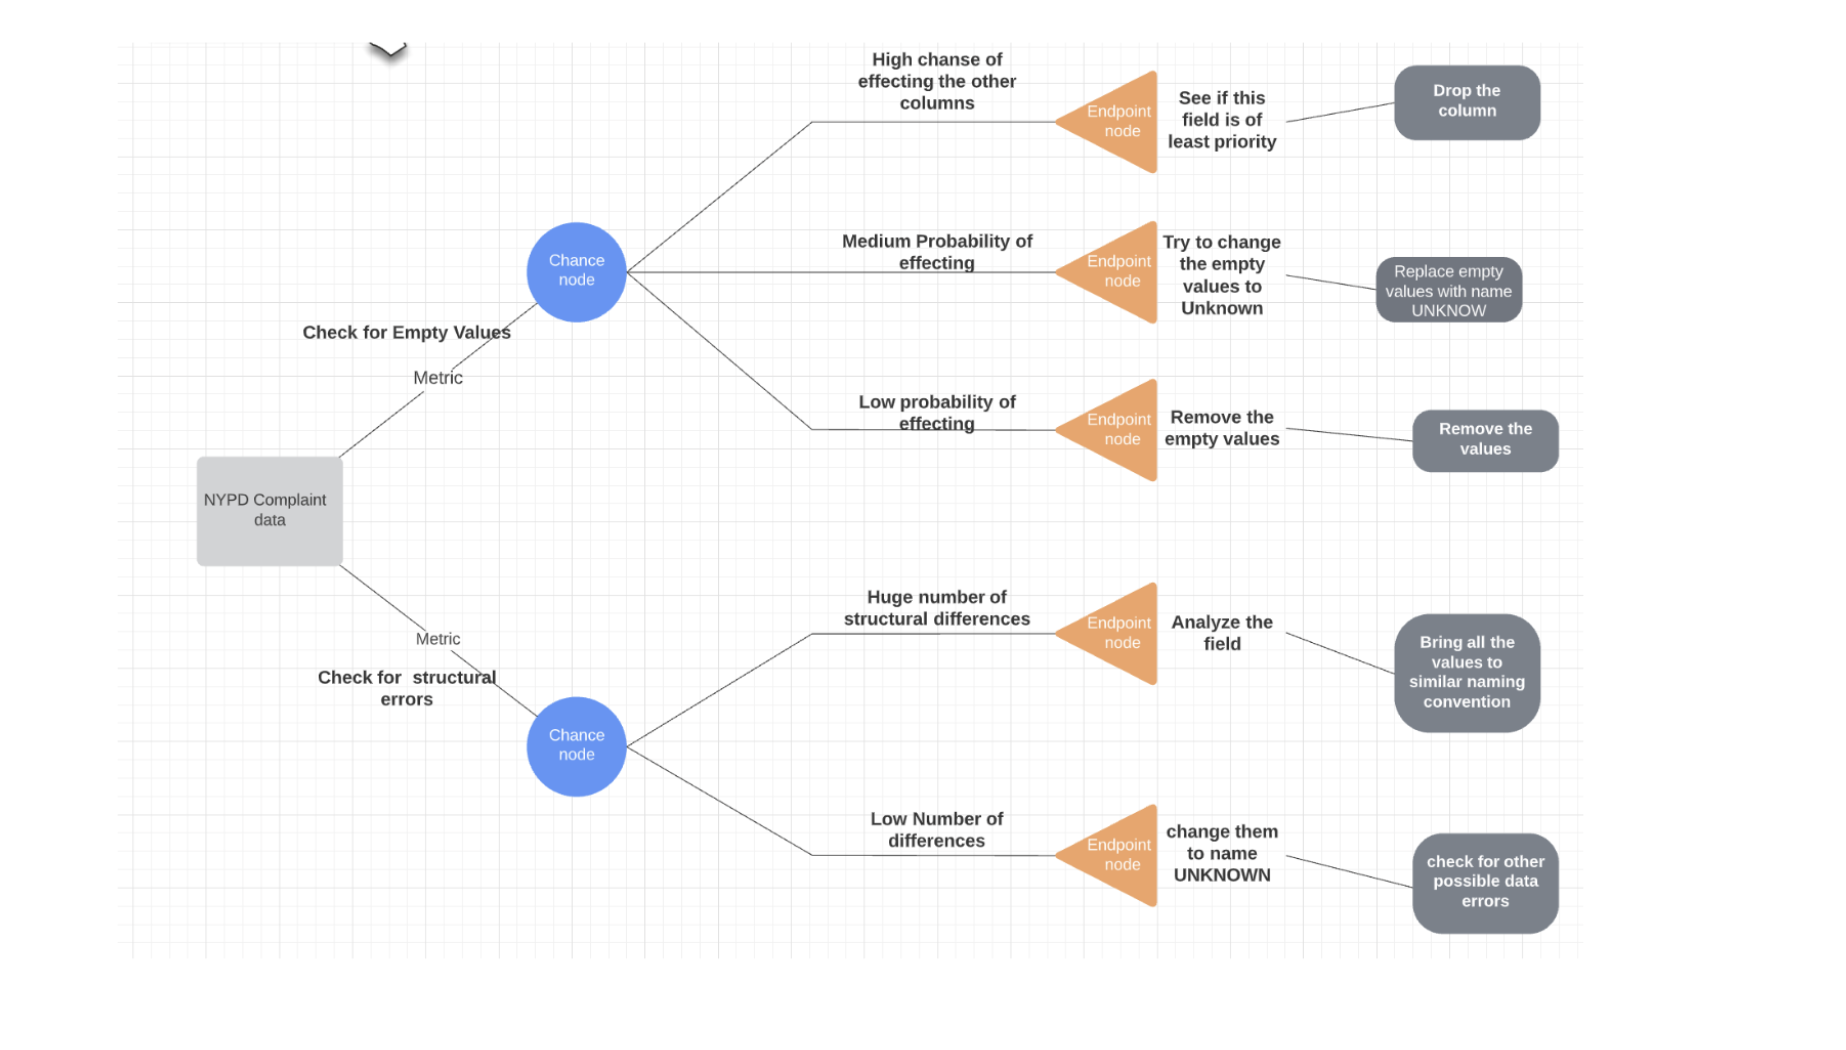 High chanse of
effecting the other
columns
Endpoint
node
See if this
field is of
least priority
Drop the
column
Chance
node
Medium Probability of
effecting
Endpoint
node
Try to change
the empty
values to
Unknown
Replace empty
values with name
UNKNOW
Check for Empty Values
Metric
Low probability of
effecting
Endpoint
node
Remove the
empty values
Remove the
values
NYPD Complaint
data
Metric
Check for  structural
errors
Chance
node
Huge number of
structural differences
Endpoint
node
Analyze the
field
Bring all the
values to
similar naming
convention
Low Number of
differences
Endpoint
node
change them
to name
UNKNOWN
check for other
possible data
errors